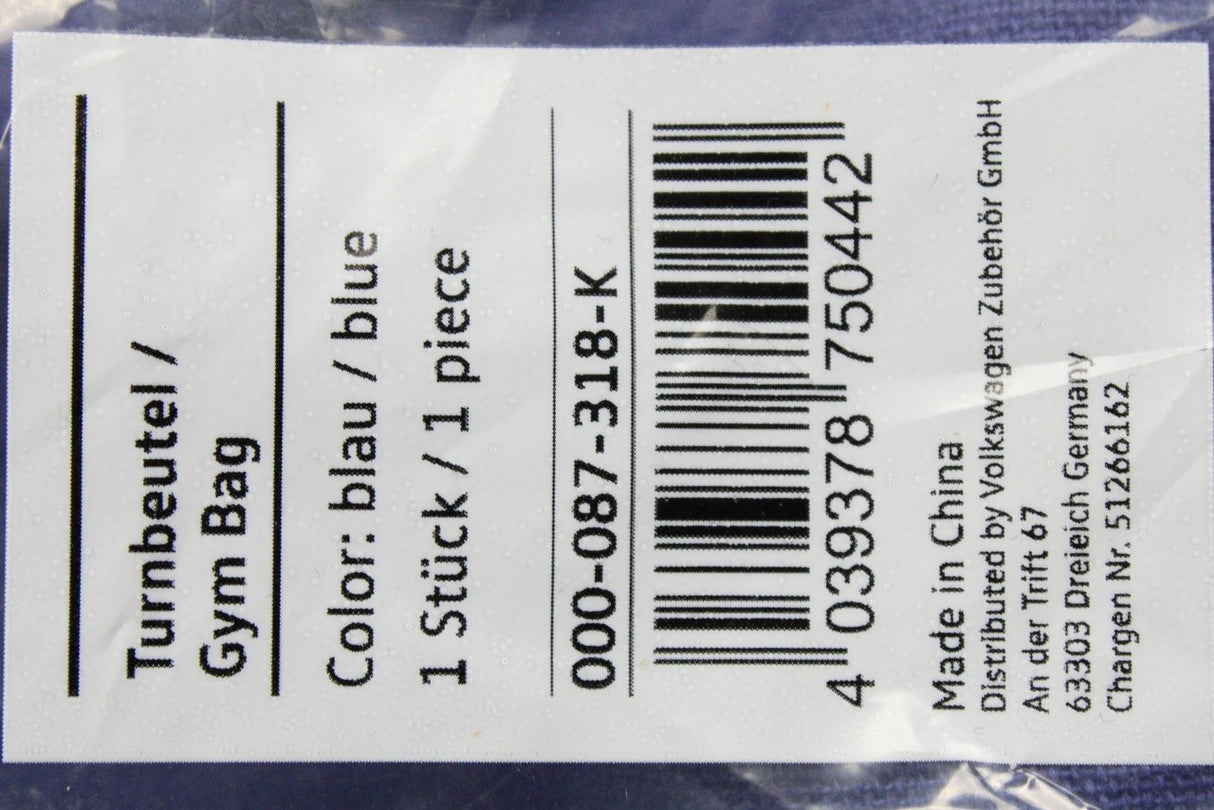 Turnbeutel /
Gym Bag
Color: blau / blue
1 Stück / 1 piece
000-087-318-K
4 039378 750442
Made in China
Distributed by Volkswagen Zubehör GmbH
An der Trift 67
63303 Dreieich Germany
Chargen Nr. 51266162